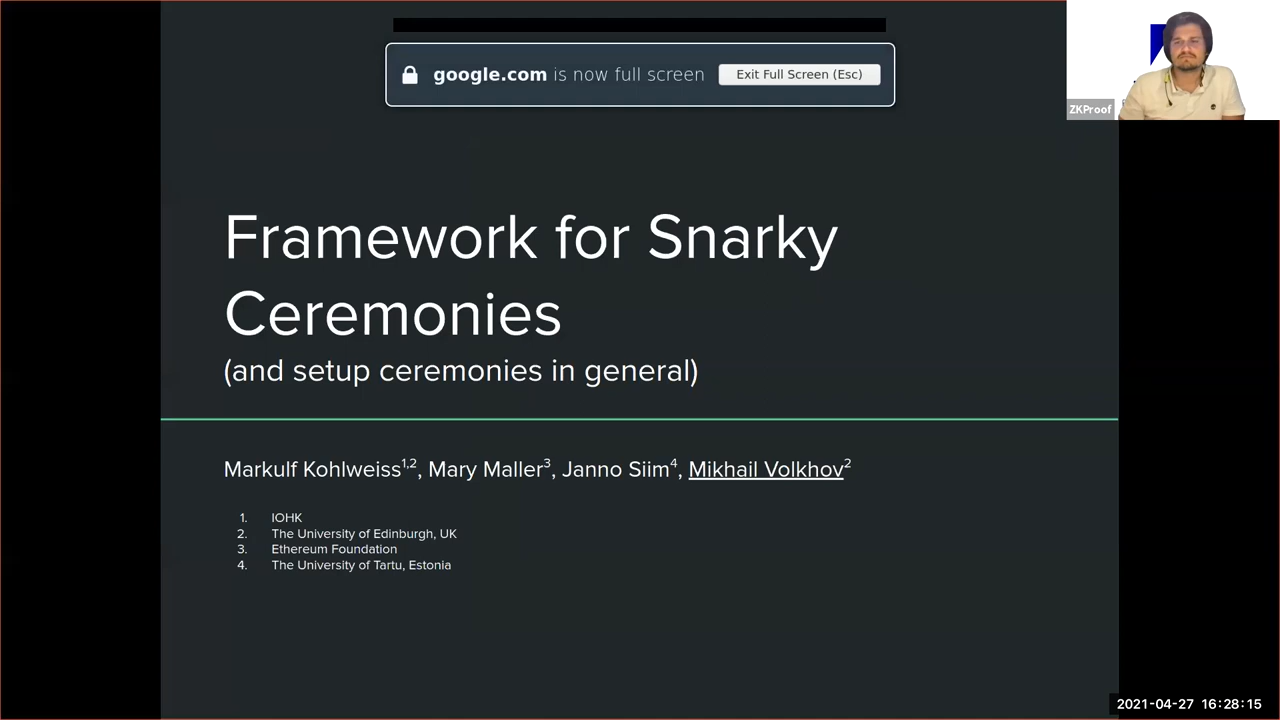 google.com is now full screen Exit Full Screen (Esc)
ZKProof
Framework for Snarky
Ceremonies
(and setup ceremonies in general)
Markulf Kohlweiss1,2, Mary Maller3, Janno Siim4, Mikhail Volkhov2
1. IOHK
2. The University of Edinburgh, UK
3. Ethereum Foundation
4. The University of Tartu, Estonia
2021-04-27 16:28:15